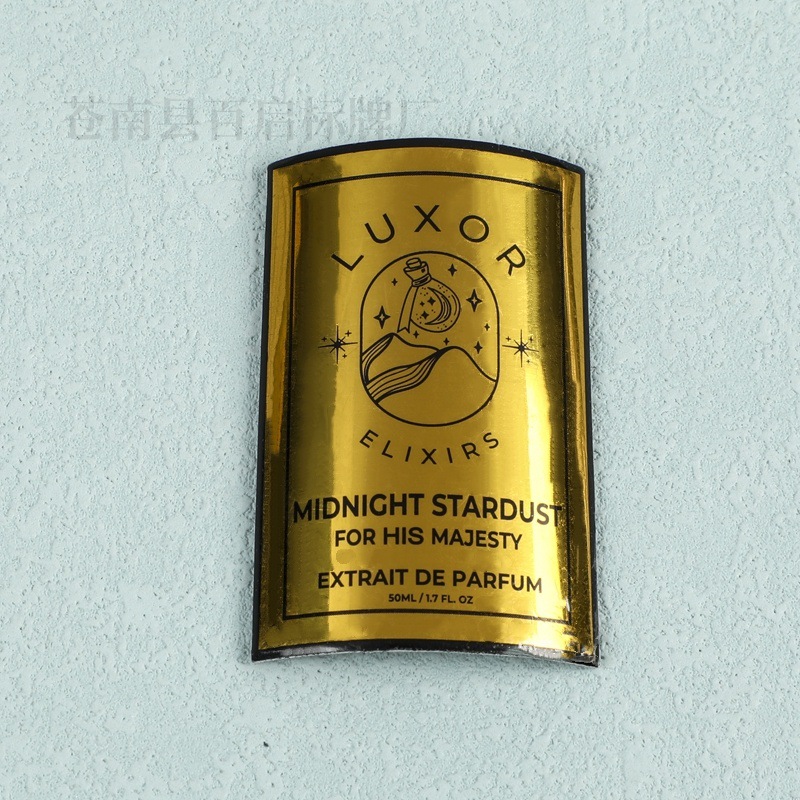 苍南县百启标牌厂
LUXOR
ELIXIRS
MIDNIGHT STARDUST
FOR HIS MAJESTY
EXTRAIT DE PARFUM
50ML / 1.7 FL. OZ